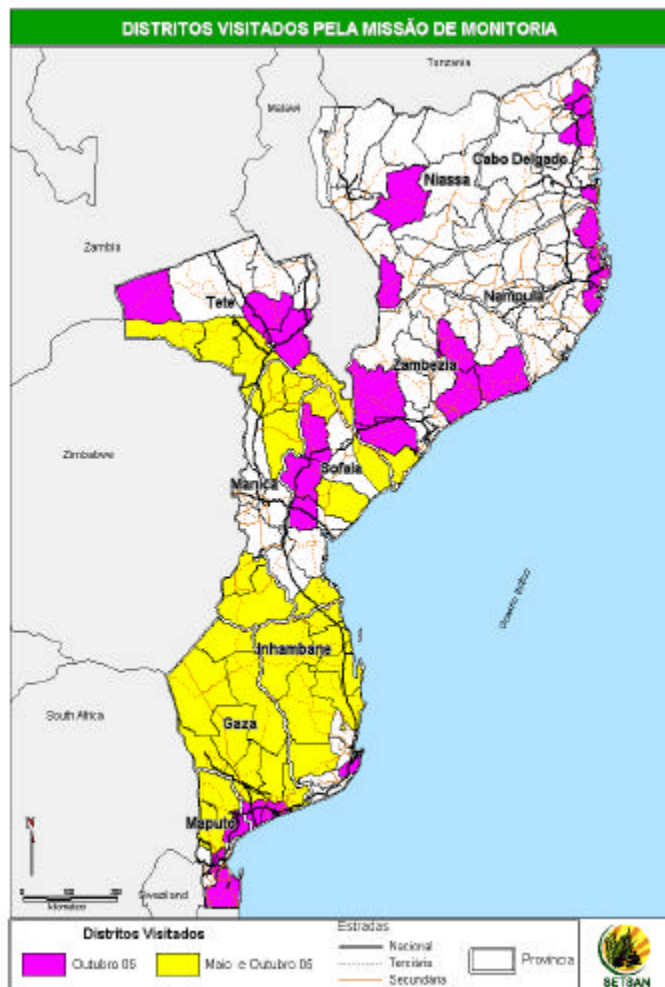 DISTRITOS VISITADOS PELA MISSÃO DE MONITORIA
Tanzania
Malawi
Cabo Delgado
Niassa
Zambia
Tete
Nampula
Zambezia
Zimbabwe
Manica
Sofala
Inhambane
South Africa
Gaza
Maputo
N
Swaziland
Distritos Visitados
Outubro 05
Maio e Outubro 05
Estradas
Nacional
Terciária
Secundária
Província
SETSAN